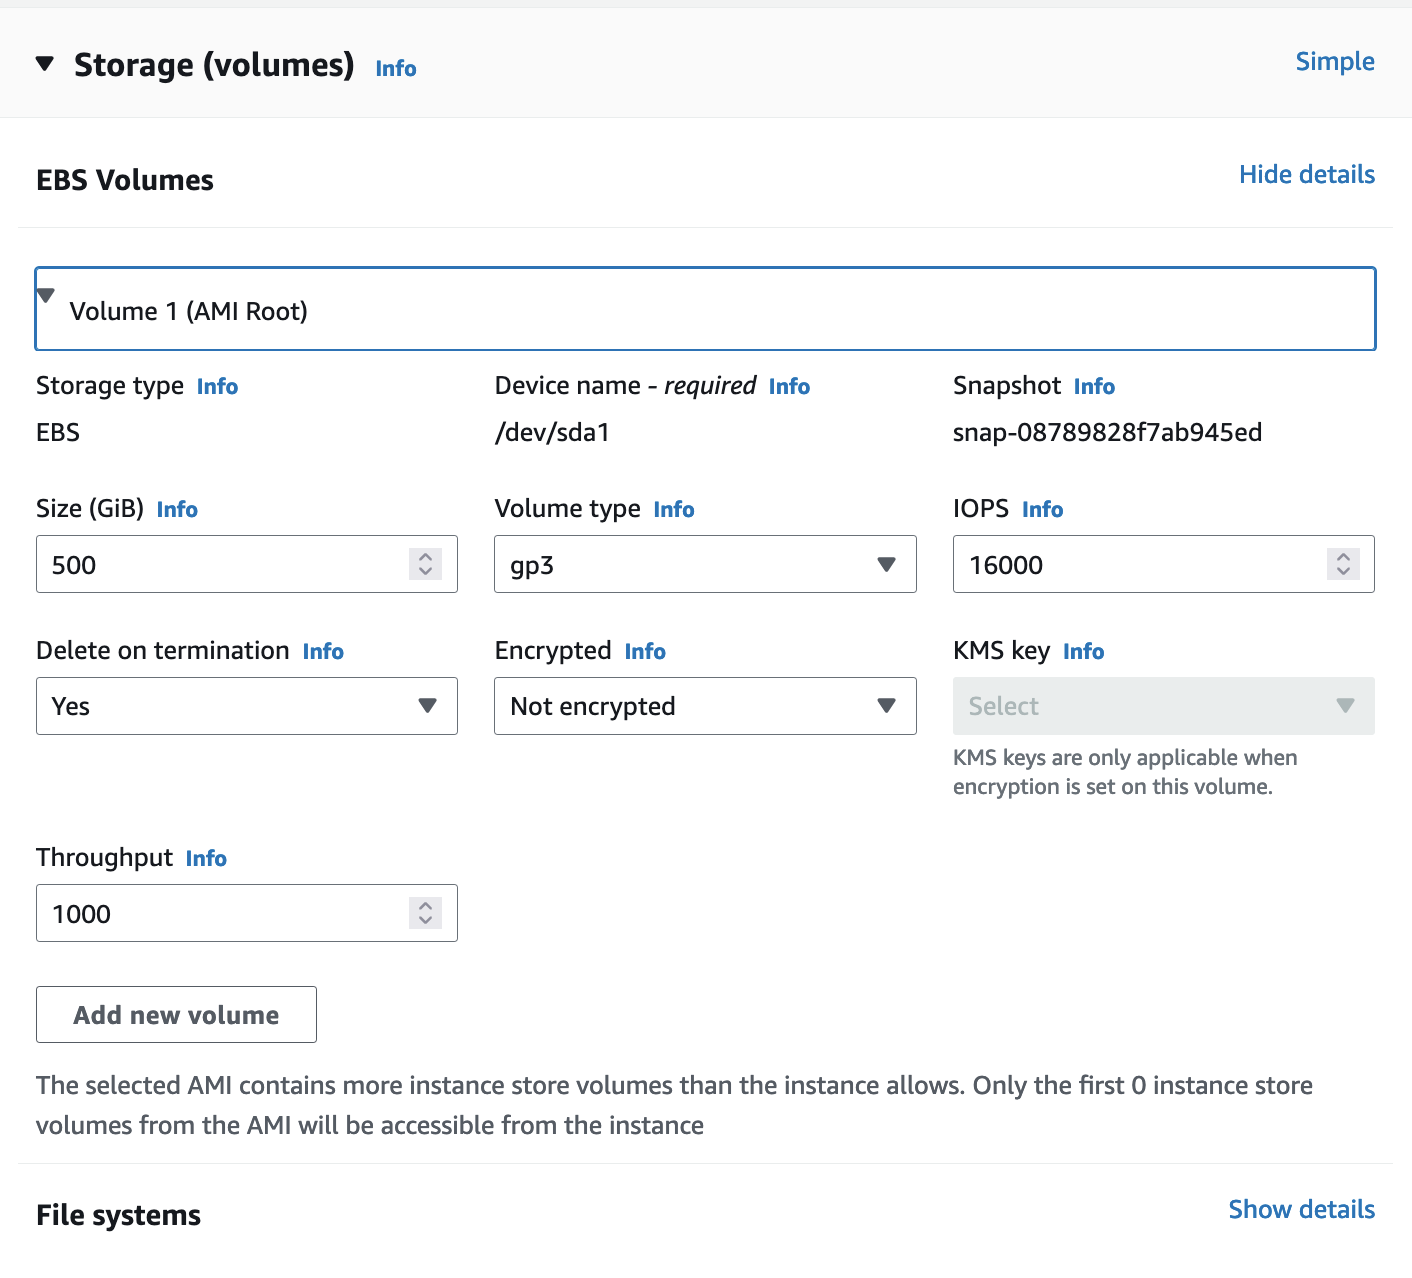 Storage (volumes) Info Simple
EBS Volumes Hide details
Volume 1 (AMI Root)
Storage type Info Device name - required Info Snapshot Info
EBS /dev/sda1 snap-08789828f7ab945ed
Size (GiB) Info Volume type Info IOPS Info
500 gp3 16000
Delete on termination Info Encrypted Info KMS key Info
Yes Not encrypted Select
KMS keys are only applicable when
encryption is set on this volume.
Throughput Info
1000
Add new volume
The selected AMI contains more instance store volumes than the instance allows. Only the first 0 instance store
volumes from the AMI will be accessible from the instance
File systems Show details